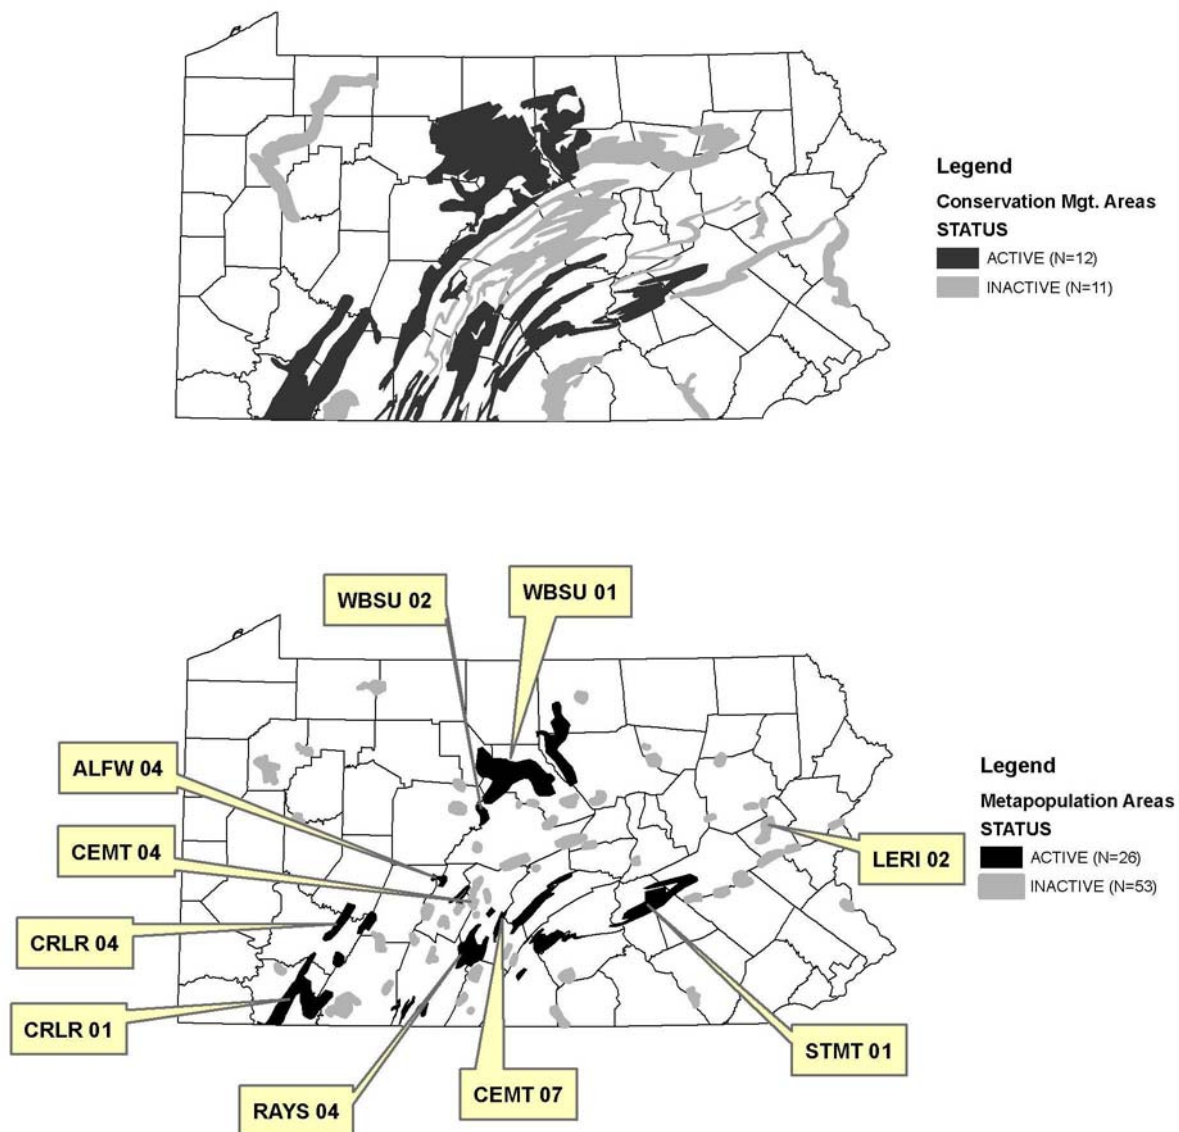 Legend
Conservation Mgt. Areas
STATUS
ACTIVE (N=12)
INACTIVE (N=11)
WBSU 02
WBSU 01
ALFW 04
CEMT 04
CRLR 04
CRLR 01
RAYS 04
CEMT 07
STMT 01
LERI 02
Legend
Metapopulation Areas
STATUS
ACTIVE (N=26)
INACTIVE (N=53)